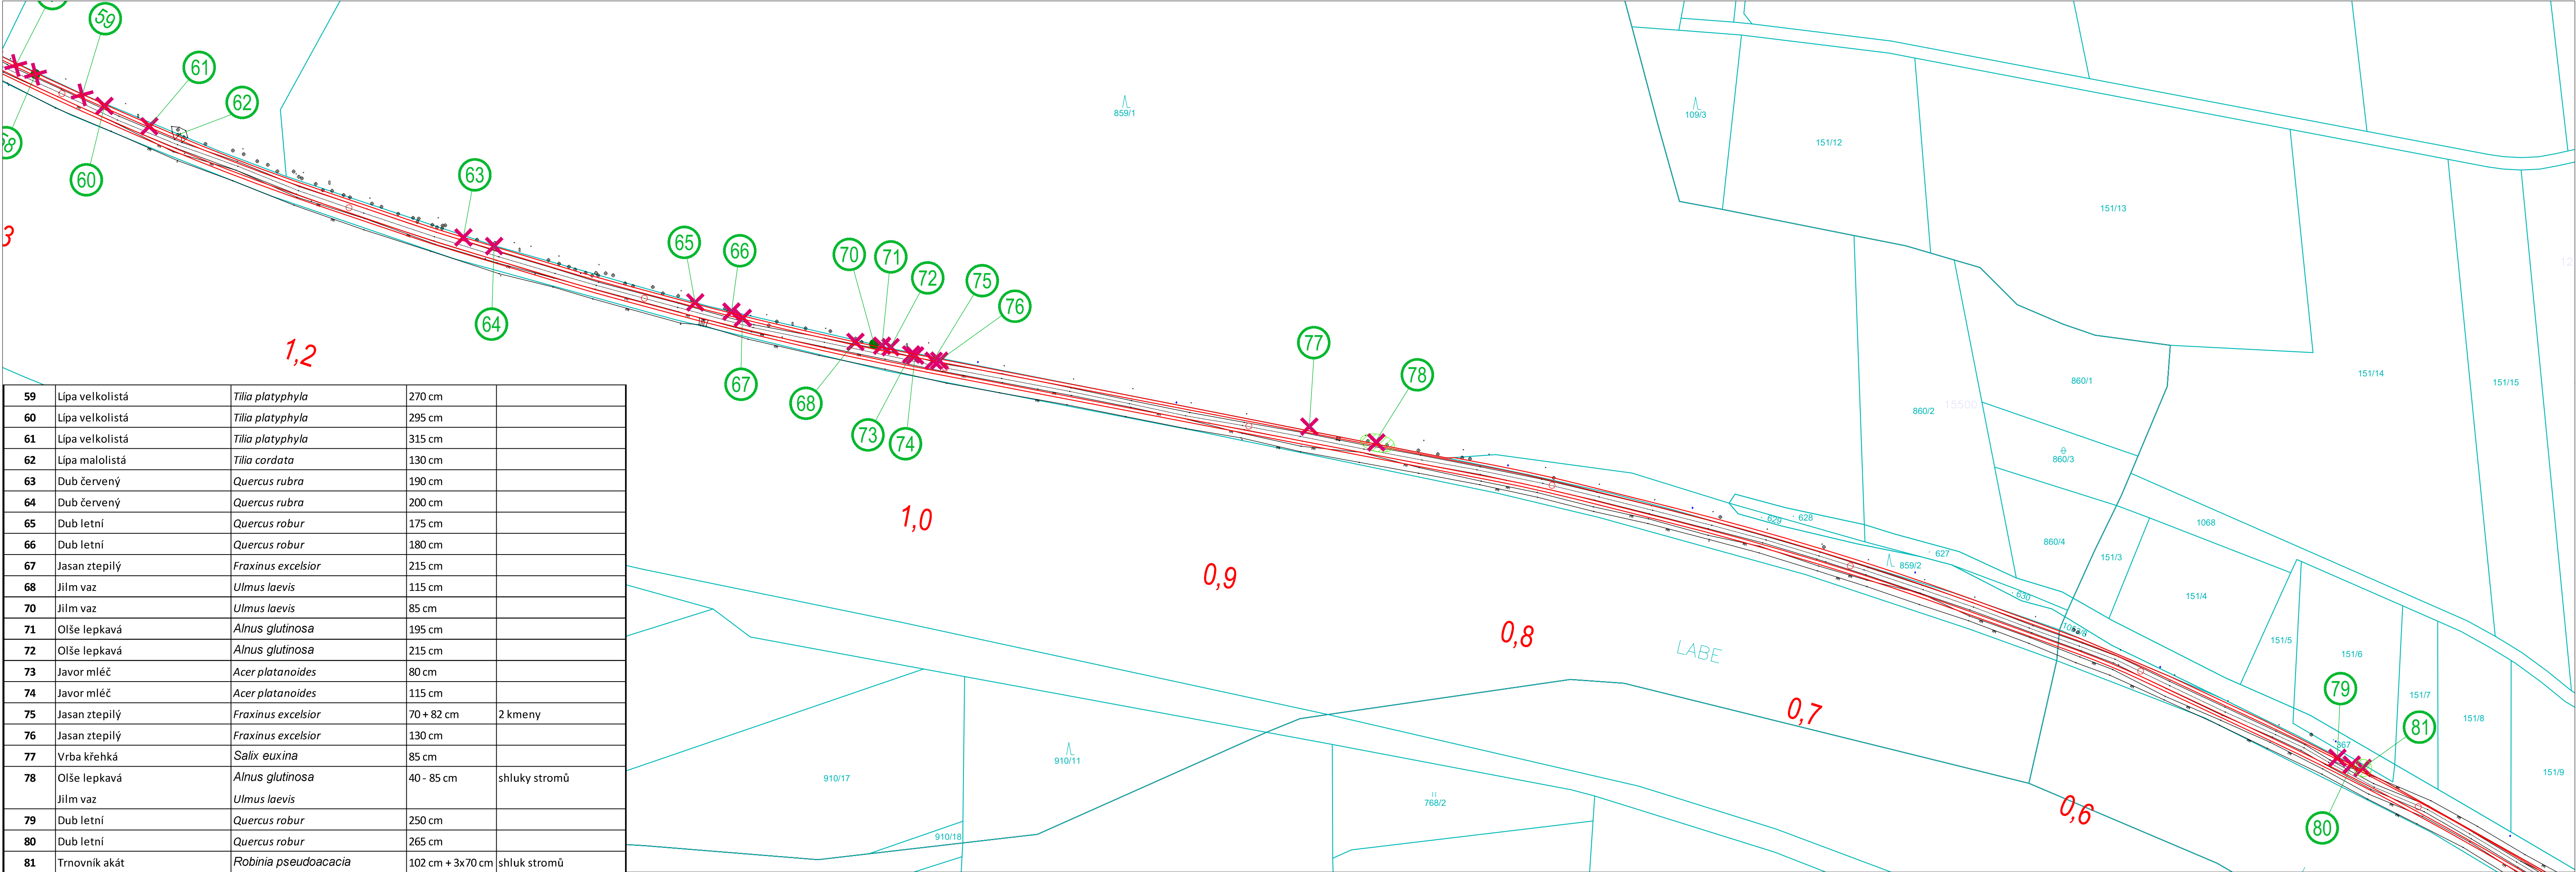 59
61
62
58
60
63
64
65
66
67
68
70
71
72
73
74
75
76
77
78
79
80
81
3
1,2
1,0
0,9
0,8
0,7
0,6
859/1
109/3
151/12
151/13
151/14
151/15
860/1
860/2
15500
860/3
860/4
1068
629
628
627
859/2
630
151/3
151/4
151/5
151/6
151/7
151/8
151/9
867
LABE
910/17
910/11
910/18
768/2
59 Lípa velkolistá Tilia platyphyla 270 cm
60 Lípa velkolistá Tilia platyphyla 295 cm
61 Lípa velkolistá Tilia platyphyla 315 cm
62 Lípa malolistá Tilia cordata 130 cm
63 Dub červený Quercus rubra 190 cm
64 Dub červený Quercus rubra 200 cm
65 Dub letní Quercus robur 175 cm
66 Dub letní Quercus robur 180 cm
67 Jasan ztepilý Fraxinus excelsior 215 cm
68 Jilm vaz Ulmus laevis 115 cm
70 Jilm vaz Ulmus laevis 85 cm
71 Olše lepkavá Alnus glutinosa 195 cm
72 Olše lepkavá Alnus glutinosa 215 cm
73 Javor mléč Acer platanoides 80 cm
74 Javor mléč Acer platanoides 115 cm
75 Jasan ztepilý Fraxinus excelsior 70 + 82 cm 2 kmeny
76 Jasan ztepilý Fraxinus excelsior 130 cm
77 Vrba křehká Salix euxina 85 cm
78 Olše lepkavá Alnus glutinosa 40 - 85 cm shluky stromů
Jilm vaz Ulmus laevis
79 Dub letní Quercus robur 250 cm
80 Dub letní Quercus robur 265 cm
81 Trnovník akát Robinia pseudoacacia 102 cm + 3x70 cm shluk stromů